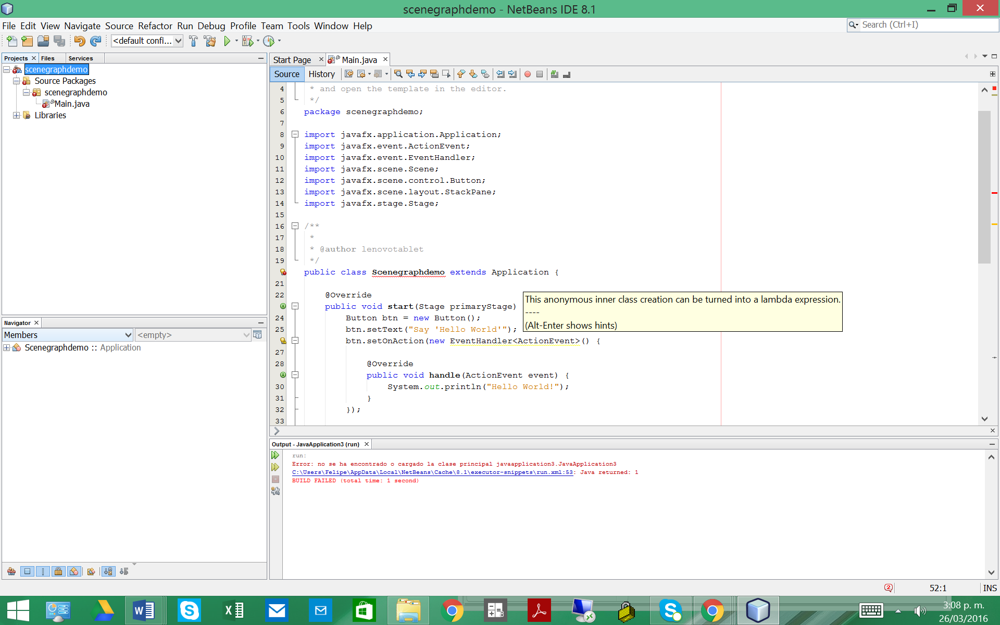 scenegraphdemo - NetBeans IDE 8.1
File Edit View Navigate Source Refactor Run Debug Profile Team Tools Window Help
Search (Ctrl+I)
<default confi...
Projects Files Services
scenegraphdemo
Source Packages
scenegraphdemo
Main.java
Libraries
Navigator
Members
<empty>
Scenegraphdemo :: Application
Start Page Main.java
Source History
4 * and open the template in the editor.
5 */
6 package scenegraphdemo;
7
8 import javafx.application.Application;
9 import javafx.event.ActionEvent;
10 import javafx.event.EventHandler;
11 import javafx.scene.Scene;
12 import javafx.scene.control.Button;
13 import javafx.scene.layout.StackPane;
14 import javafx.stage.Stage;
15
16 /**
17 *
18 * @author lenovotablet
19 */
public class Scenegraphdemo extends Application {
21
22 @Override
public void start(Stage primaryStage)
24 Button btn = new Button();
25 btn.setText("Say 'Hello World'");
btn.setOnAction(new EventHandler<ActionEvent>() {
27
28 @Override
public void handle(ActionEvent event) {
30 System.out.println("Hello World!");
31 }
32 });
33
This anonymous inner class creation can be turned into a lambda expression.
----
(Alt-Enter shows hints)
Output - JavaApplication3 (run)
run:
Error: no se ha encontrado o cargado la clase principal javaapplication3.JavaApplication3
C:\Users\Felipe\AppData\Local\NetBeans\Cache\8.1\executor-snippets\run.xml:53: Java returned: 1
BUILD FAILED (total time: 1 second)
2
52:1
INS
3:08 p. m.
26/03/2016